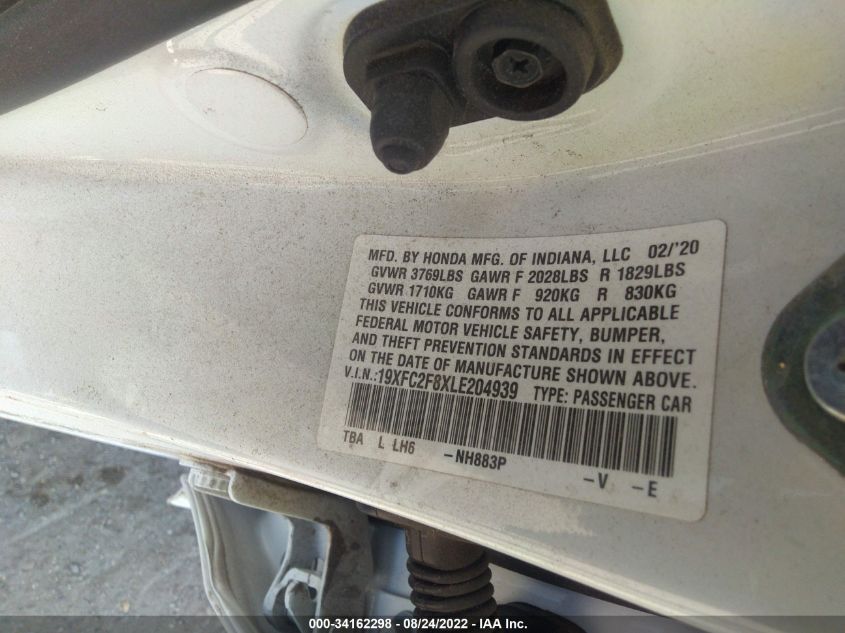 MFD. BY HONDA MFG. OF INDIANA, LLC 02/'20
GVWR 3769LBS GAWR F 2028LBS R 1829LBS
GVWR 1710KG GAWR F 920KG R 830KG
THIS VEHICLE CONFORMS TO ALL APPLICABLE
FEDERAL MOTOR VEHICLE SAFETY, BUMPER,
AND THEFT PREVENTION STANDARDS IN EFFECT
ON THE DATE OF MANUFACTURE SHOWN ABOVE.
V.I.N.:19XFC2F8XLE204939 TYPE: PASSENGER CAR
TBA L LH6 -NH883P -V -E
000-34162298 - 08/24/2022 - IAA Inc.